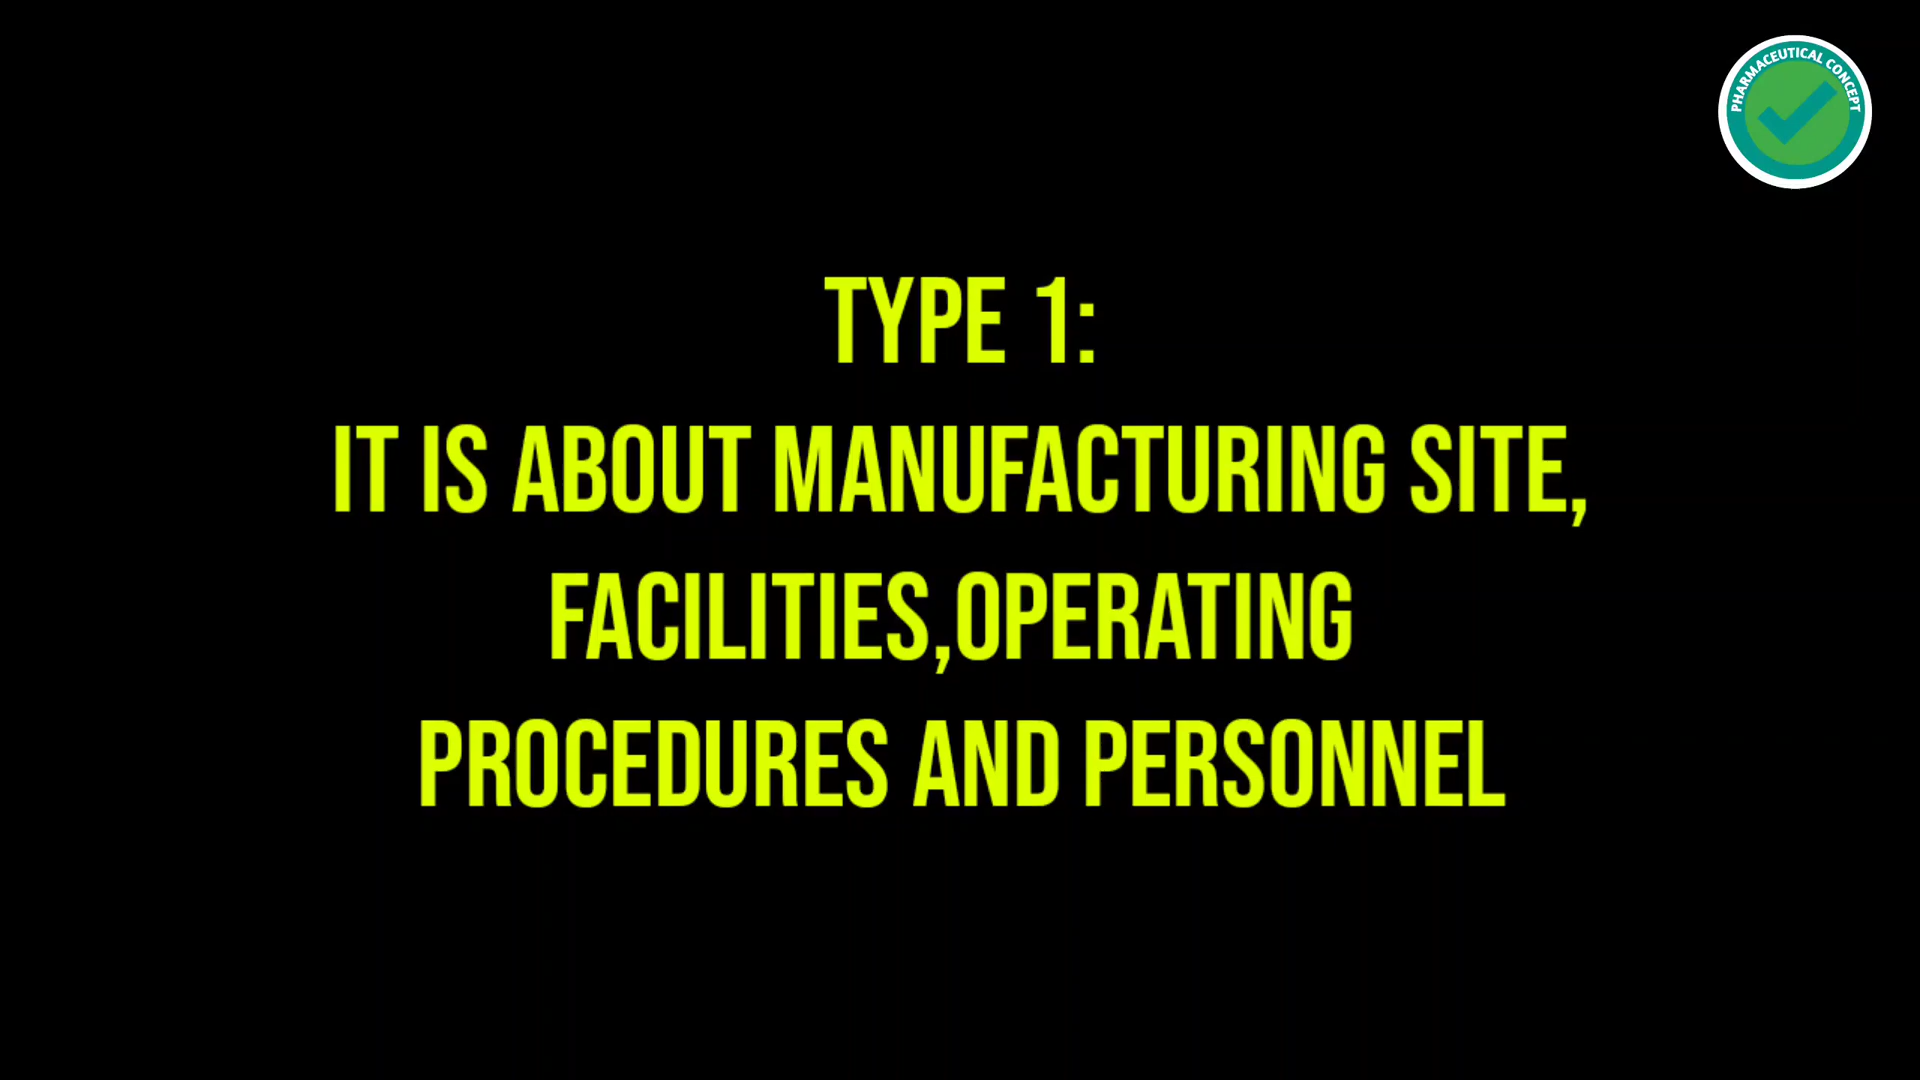 PHARMACEUTICAL CONCEPT
TYPE 1:
IT IS ABOUT MANUFACTURING SITE,
FACILITIES,OPERATING
PROCEDURES AND PERSONNEL